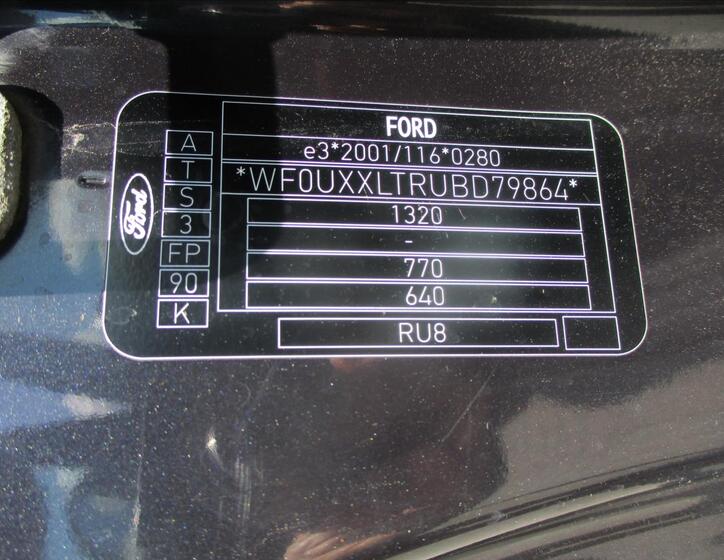 FORD
e3*2001/116*0280
*WF0UXXLTRUBD79864*
1320
-
770
640
RU8
A
T
S
3
FP
90
K
Ford